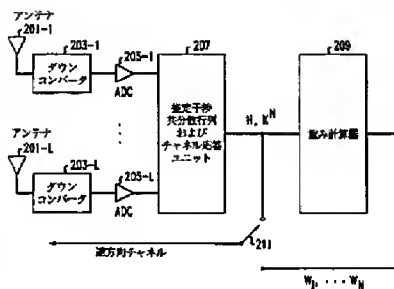 アンテナ
201-1
203-1
205-1
207
209
ダウン
コンバータ
ADC
推定干渉
共分散行列
および
チャネル応答
ユニット
H, K^N
重み計算器
アンテナ
201-L
203-L
205-L
ダウン
コンバータ
ADC
逆方向チャネル
211
W1, ... WN